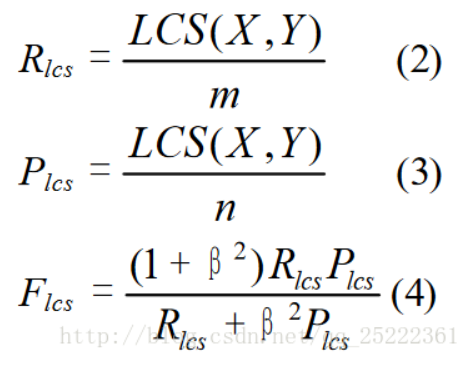 R_lcs = LCS(X,Y) / m (2)
P_lcs = LCS(X,Y) / n (3)
F_lcs = (1 + β²)R_lcs P_lcs / R_lcs + β² P_lcs (4)